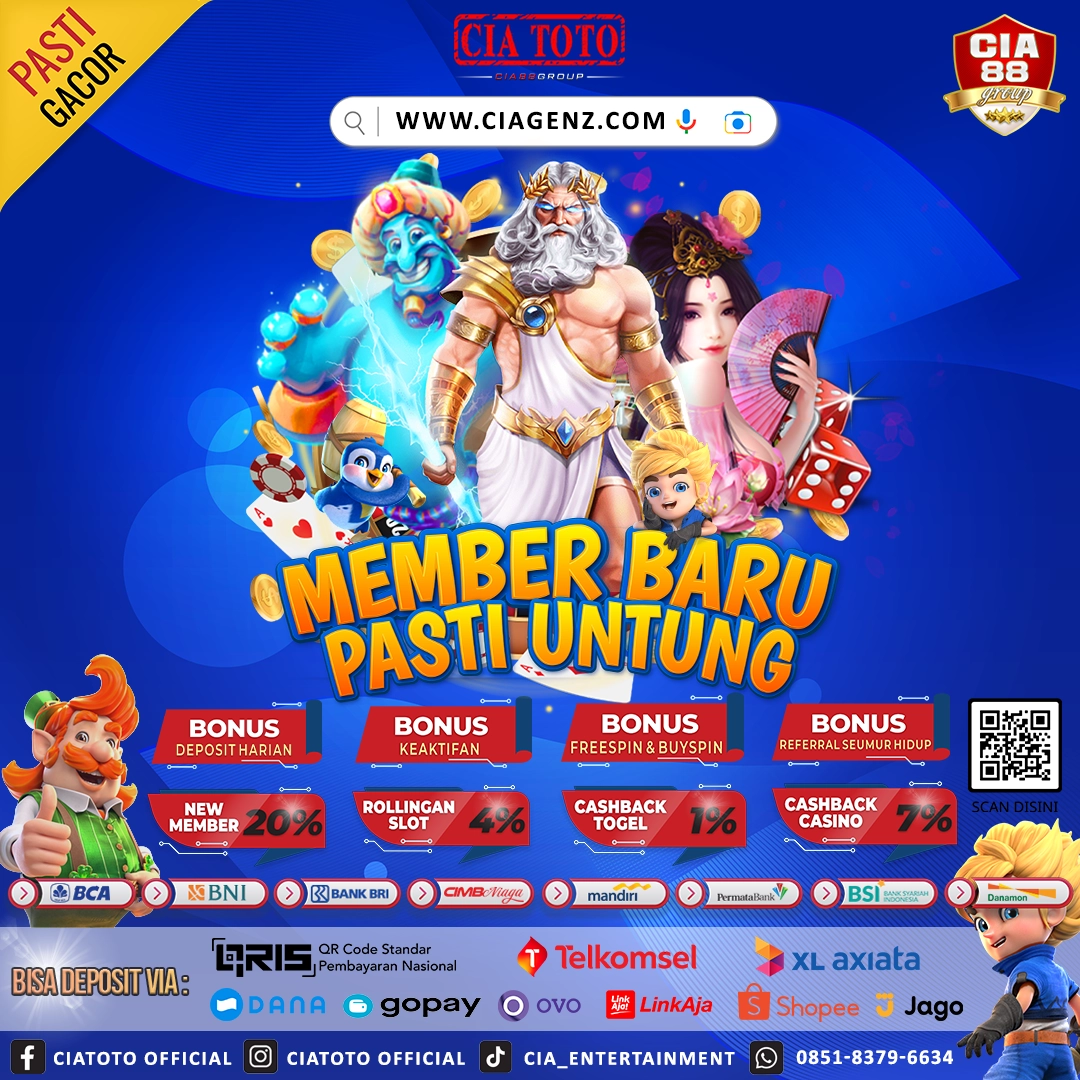 PASTI
GACOR
CIA TOTO
CIA88GROUP
CIA
88
group
WWW.CIAGENZ.COM
MEMBER BARU
PASTI UNTUNG
BONUS
DEPOSIT HARIAN
BONUS
KEAKTIFAN
BONUS
FREESPIN & BUYSPIN
BONUS
REFERRAL SEUMUR HIDUP
NEW
MEMBER 20%
ROLLINGAN
SLOT 4%
CASHBACK
TOGEL 1%
CASHBACK
CASINO 7%
SCAN DISINI
BCA
BNI
BANK BRI
CIMB Niaga
mandiri
PermataBank
BSI BANK SYARIAH
INDONESIA
Danamon
BISA DEPOSIT VIA :
QRIS QR Code Standar
Pembayaran Nasional
Telkomsel
XL axiata
DANA
gopay
OVO
Link
Aja!
LinkAja
Shopee
Jago
CIATOTO OFFICIAL
CIATOTO OFFICIAL
CIA_ENTERTAINMENT
0851-8379-6634